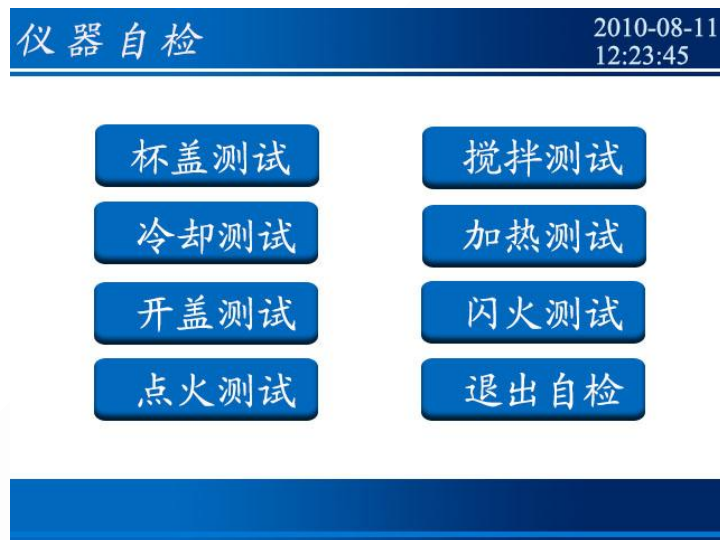 仪器自检
2010-08-11
12:23:45
杯盖测试
搅拌测试
冷却测试
加热测试
开盖测试
闪火测试
点火测试
退出自检